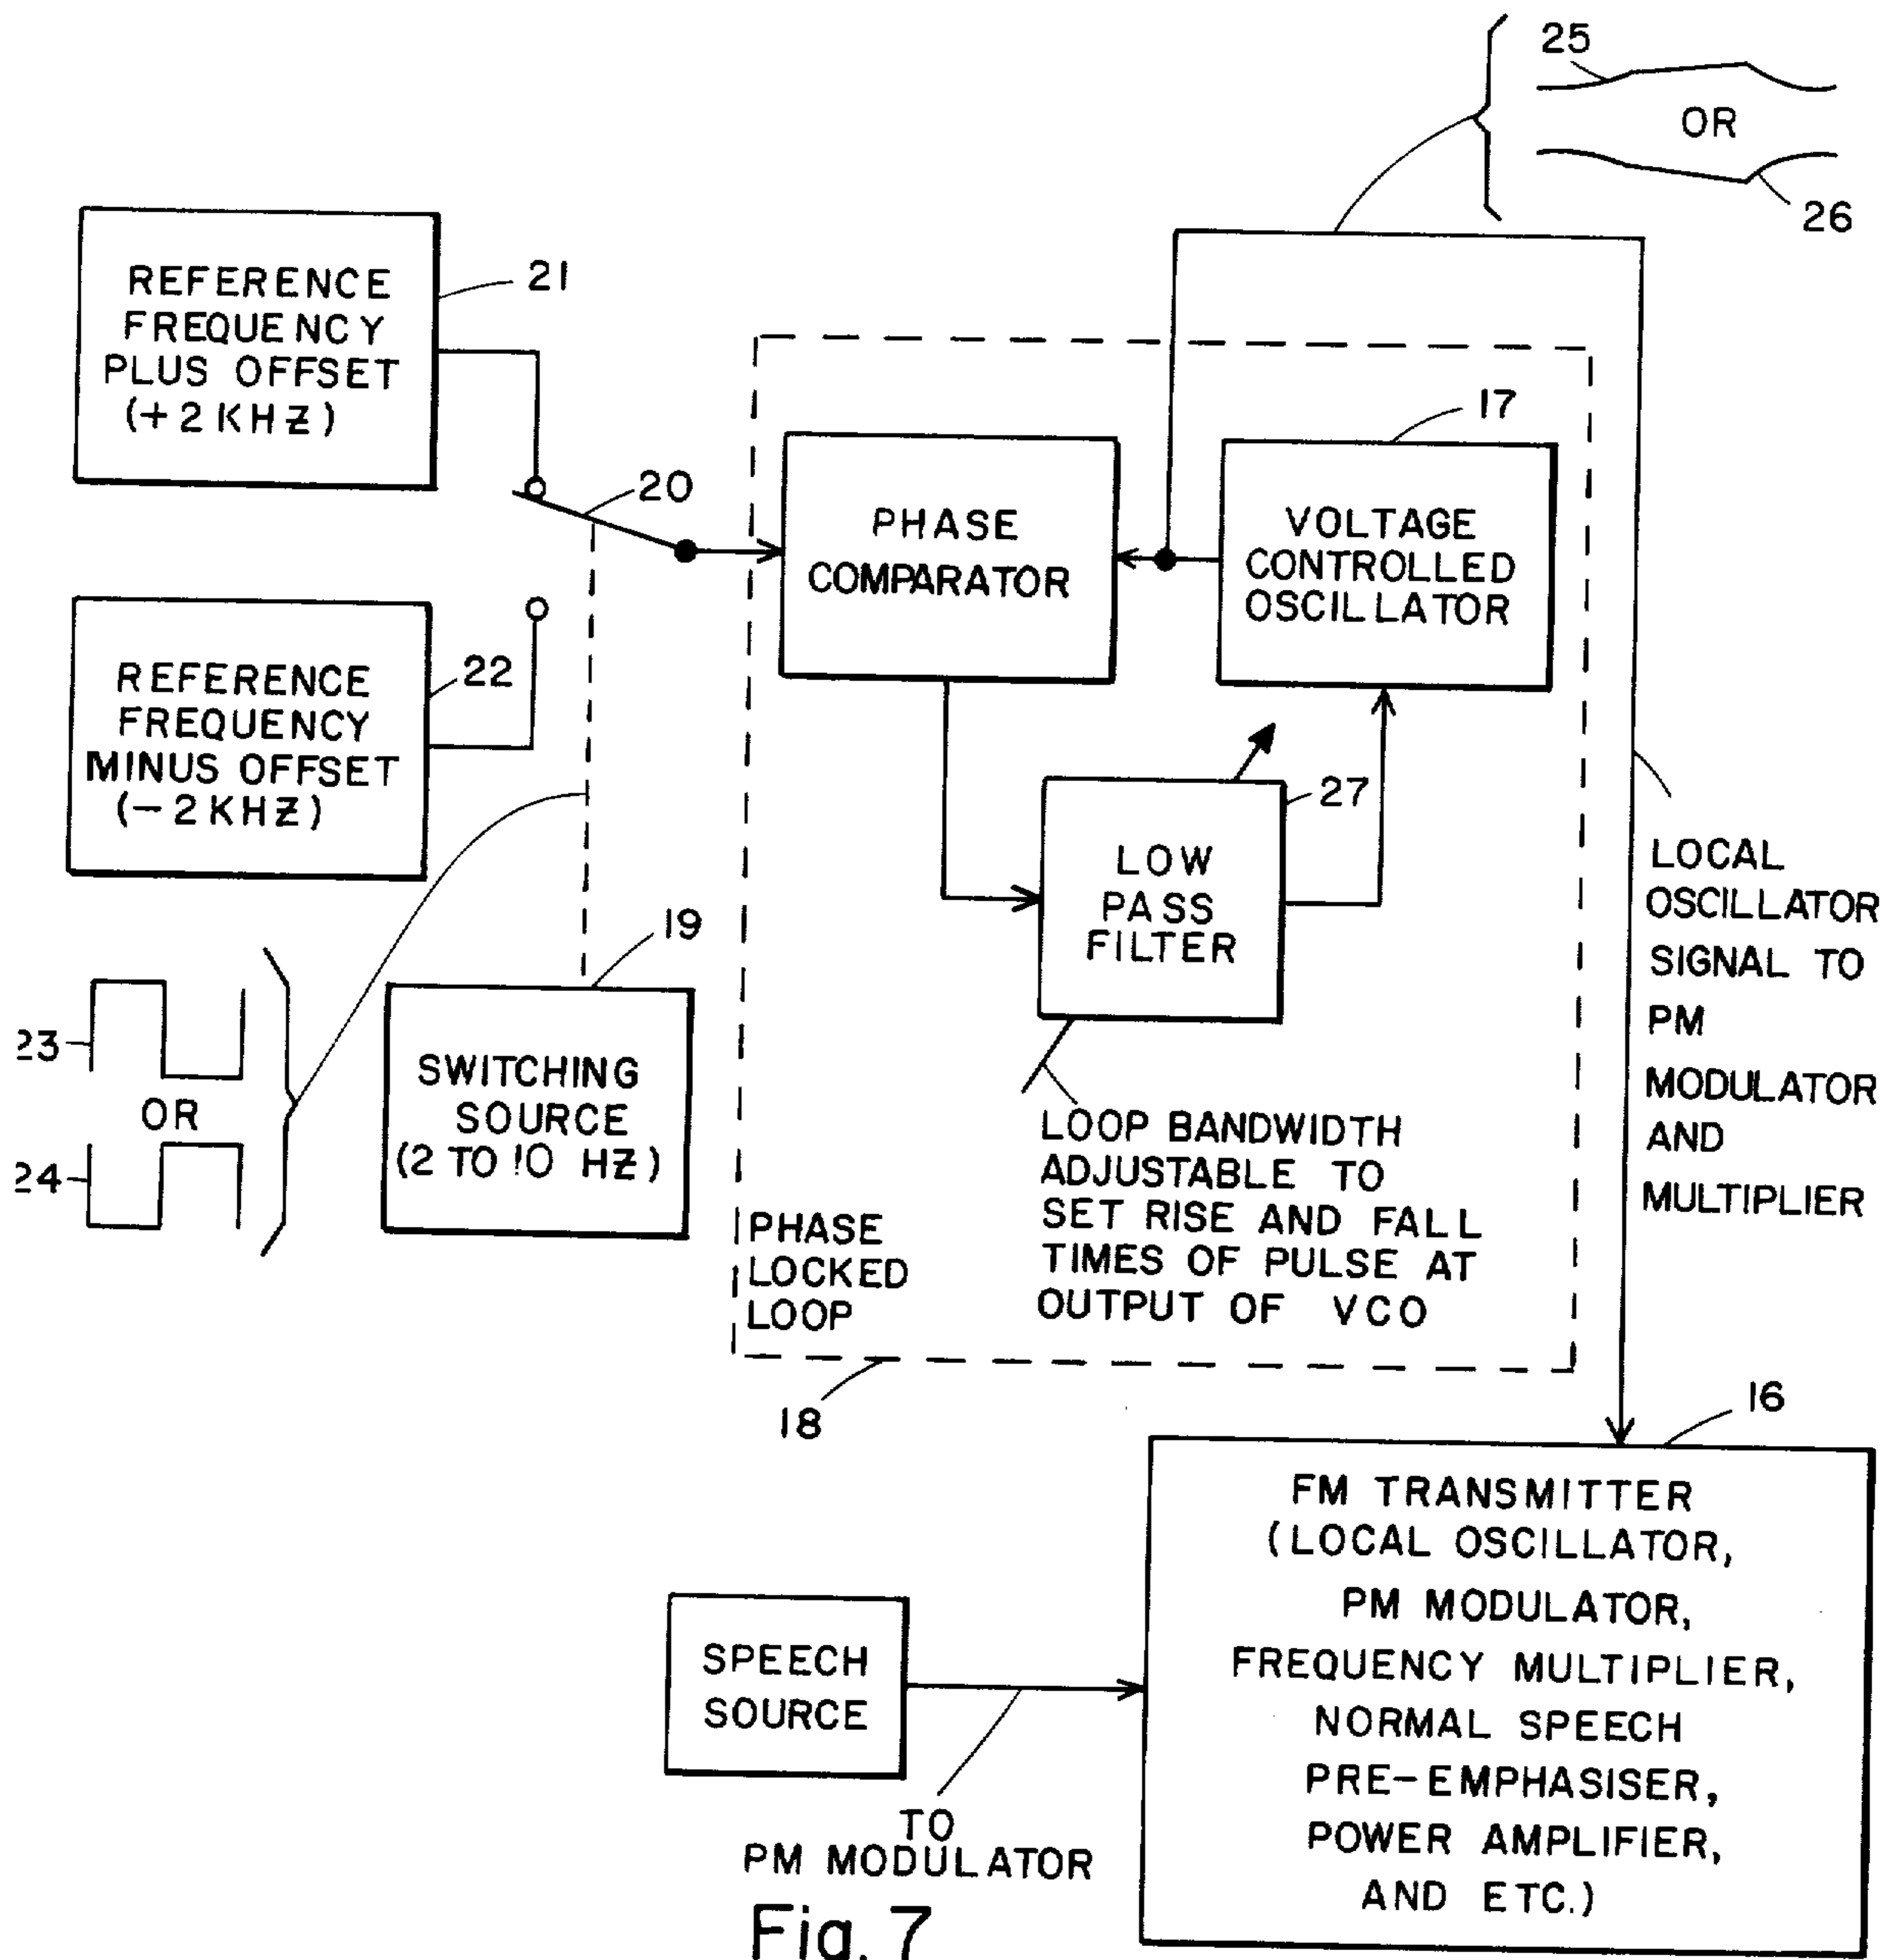 25
OR
26
REFERENCE
FREQUENCY
PLUS OFFSET
(+2 KHZ)
21
20
REFERENCE
FREQUENCY
MINUS OFFSET
(-2 KHZ)
22
PHASE
COMPARATOR
17
VOLTAGE
CONTROLLED
OSCILLATOR
27
LOW
PASS
FILTER
LOCAL
OSCILLATOR
SIGNAL TO
PM
MODULATOR
AND
MULTIPLIER
23
OR
24
19
SWITCHING
SOURCE
(2 TO 10 HZ)
LOOP BANDWIDTH
ADJUSTABLE TO
SET RISE AND FALL
TIMES OF PULSE AT
OUTPUT OF VCO
PHASE
LOCKED
LOOP
18
16
FM TRANSMITTER
(LOCAL OSCILLATOR,
PM MODULATOR,
FREQUENCY MULTIPLIER,
NORMAL SPEECH
PRE-EMPHASISER,
POWER AMPLIFIER,
AND ETC.)
SPEECH
SOURCE
TO
PM MODULATOR
Fig. 7